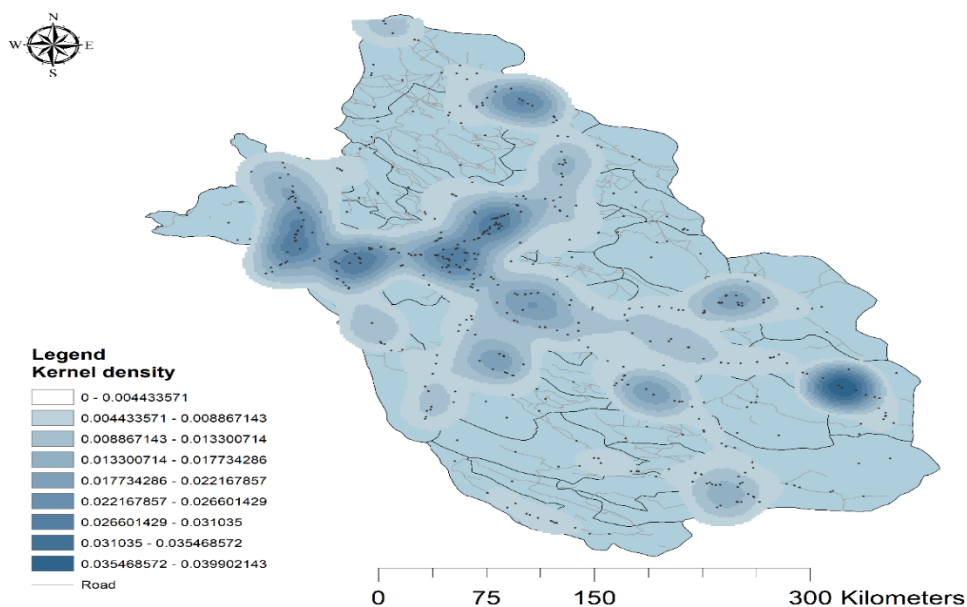 N
W E
S
Legend
Kernel density
0 - 0.004433571
0.004433571 - 0.008867143
0.008867143 - 0.013300714
0.013300714 - 0.017734286
0.017734286 - 0.022167857
0.022167857 - 0.026601429
0.026601429 - 0.031035
0.031035 - 0.035468572
0.035468572 - 0.039902143
Road
0 75 150 300 Kilometers